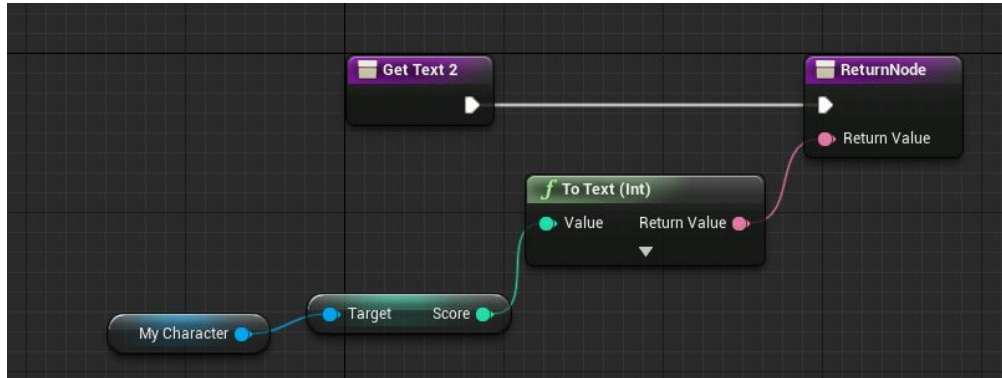 Get Text 2
ReturnNode
Return Value
To Text (Int)
Value Return Value
Target Score
My Character